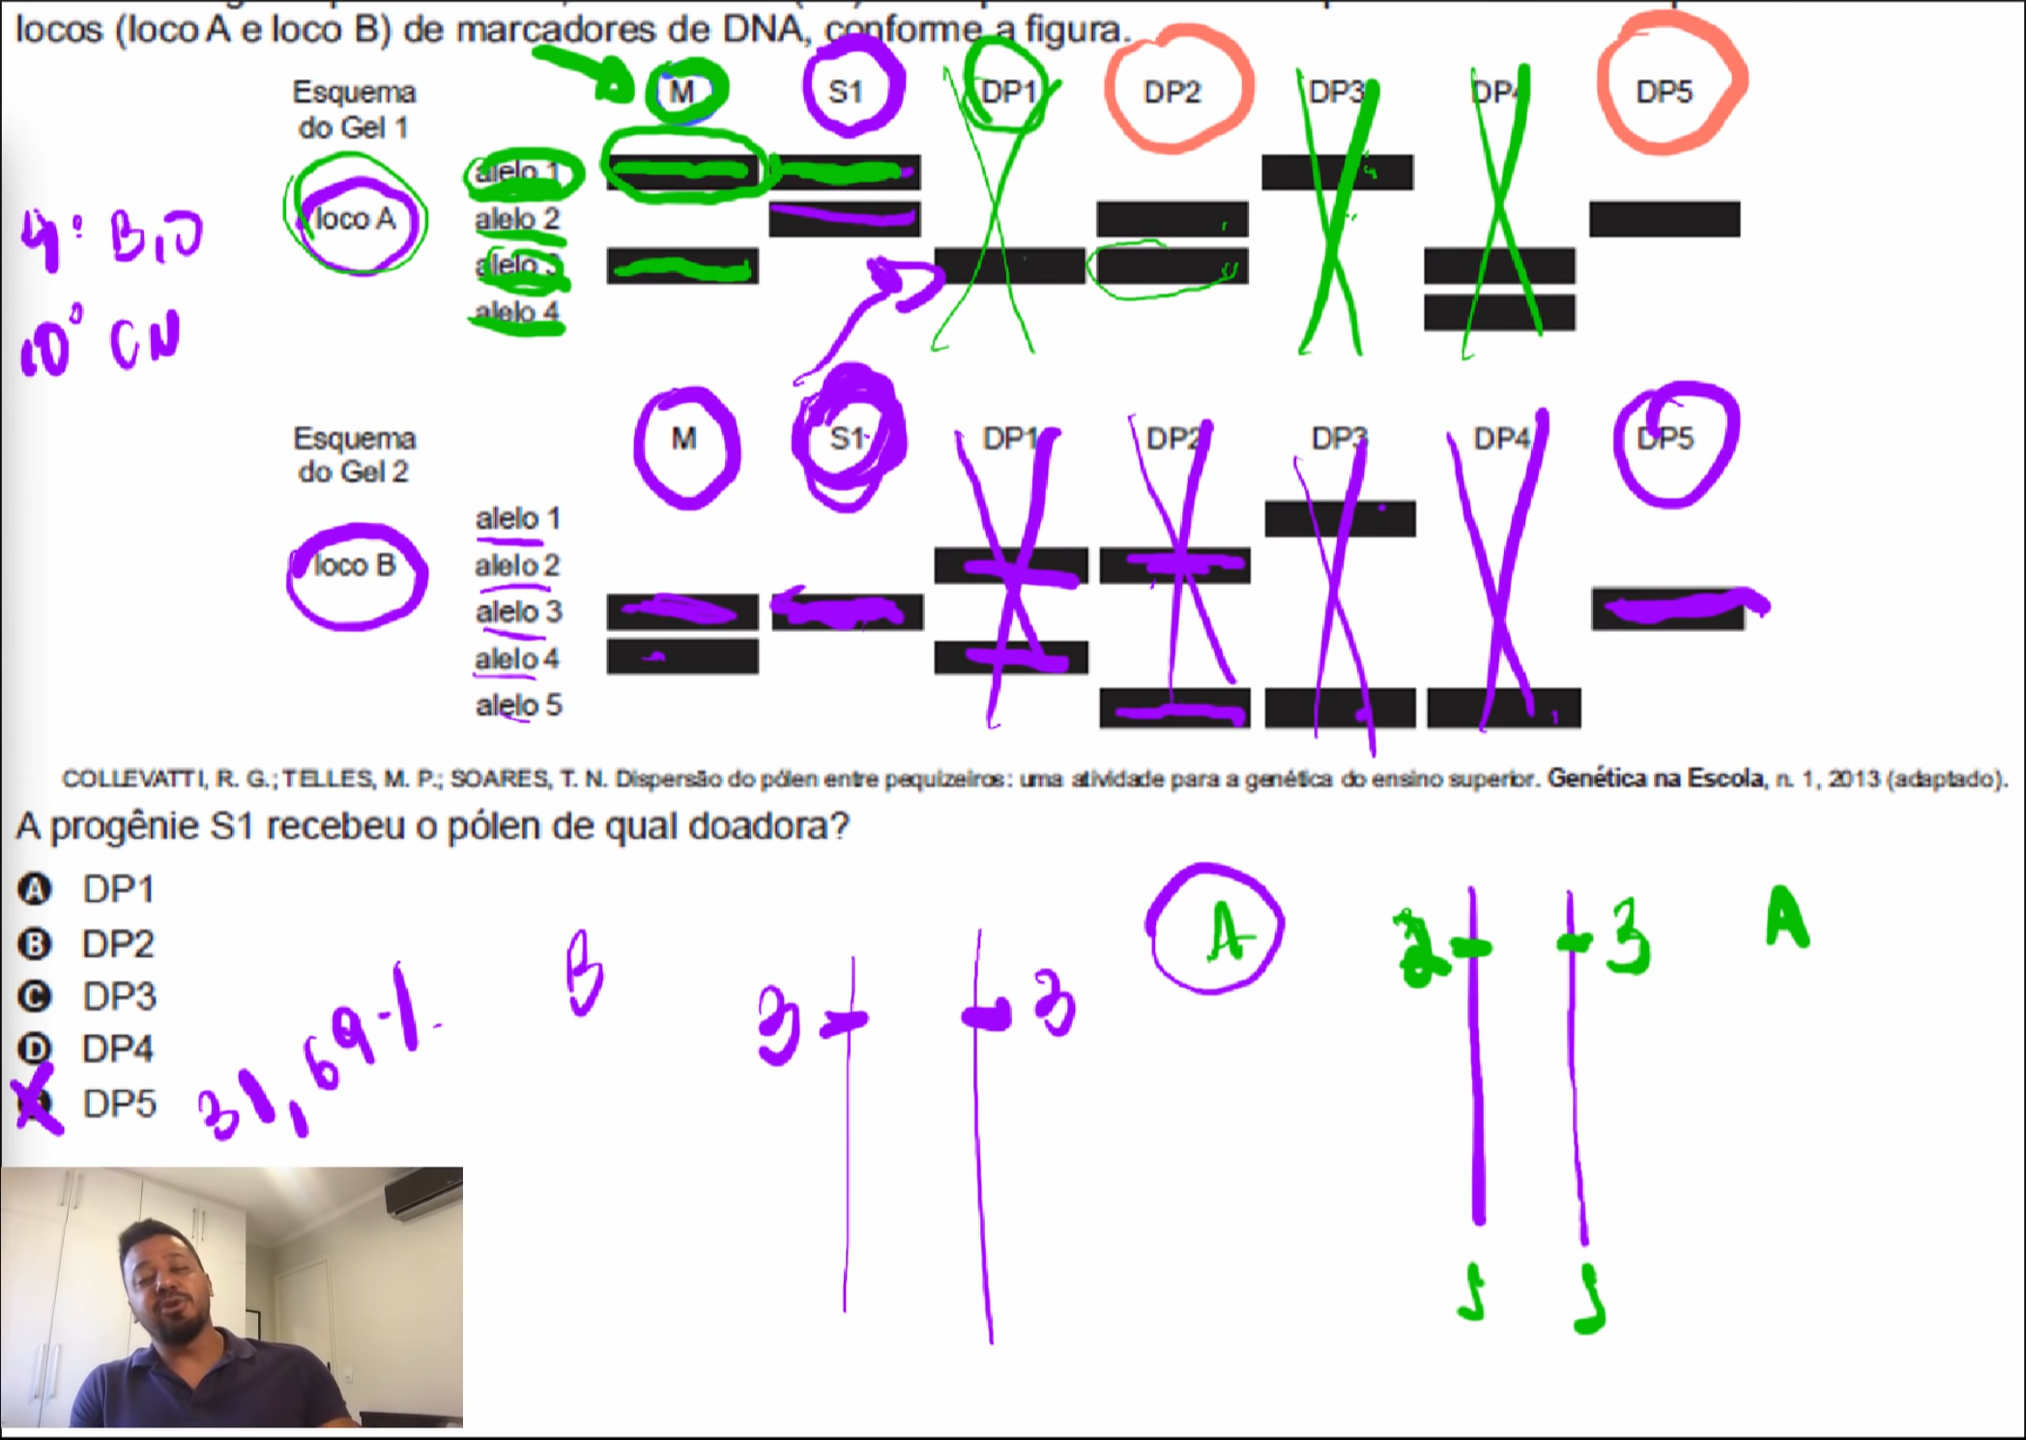 locos (loco A e loco B) de marcadores de DNA, conforme a figura.
Esquema do Gel 1
M S1 DP1 DP2 DP3 DP4 DP5
alelo 1
loco A
alelo 2
alelo 3
alelo 4
4º BIO
10º CN
Esquema do Gel 2
M S1 DP1 DP2 DP3 DP4 DP5
alelo 1
loco B
alelo 2
alelo 3
alelo 4
alelo 5
COLLEVATTI, R. G.; TELLES, M. P.; SOARES, T. N. Dispersão do pólen entre pequizeiros: uma atividade para a genética do ensino superior. Genética na Escola, n. 1, 2013 (adaptado).
A progênie S1 recebeu o pólen de qual doadora?
A DP1
B DP2
C DP3
D DP4
DP5
31,69%
B
3 3
A
2 3
A